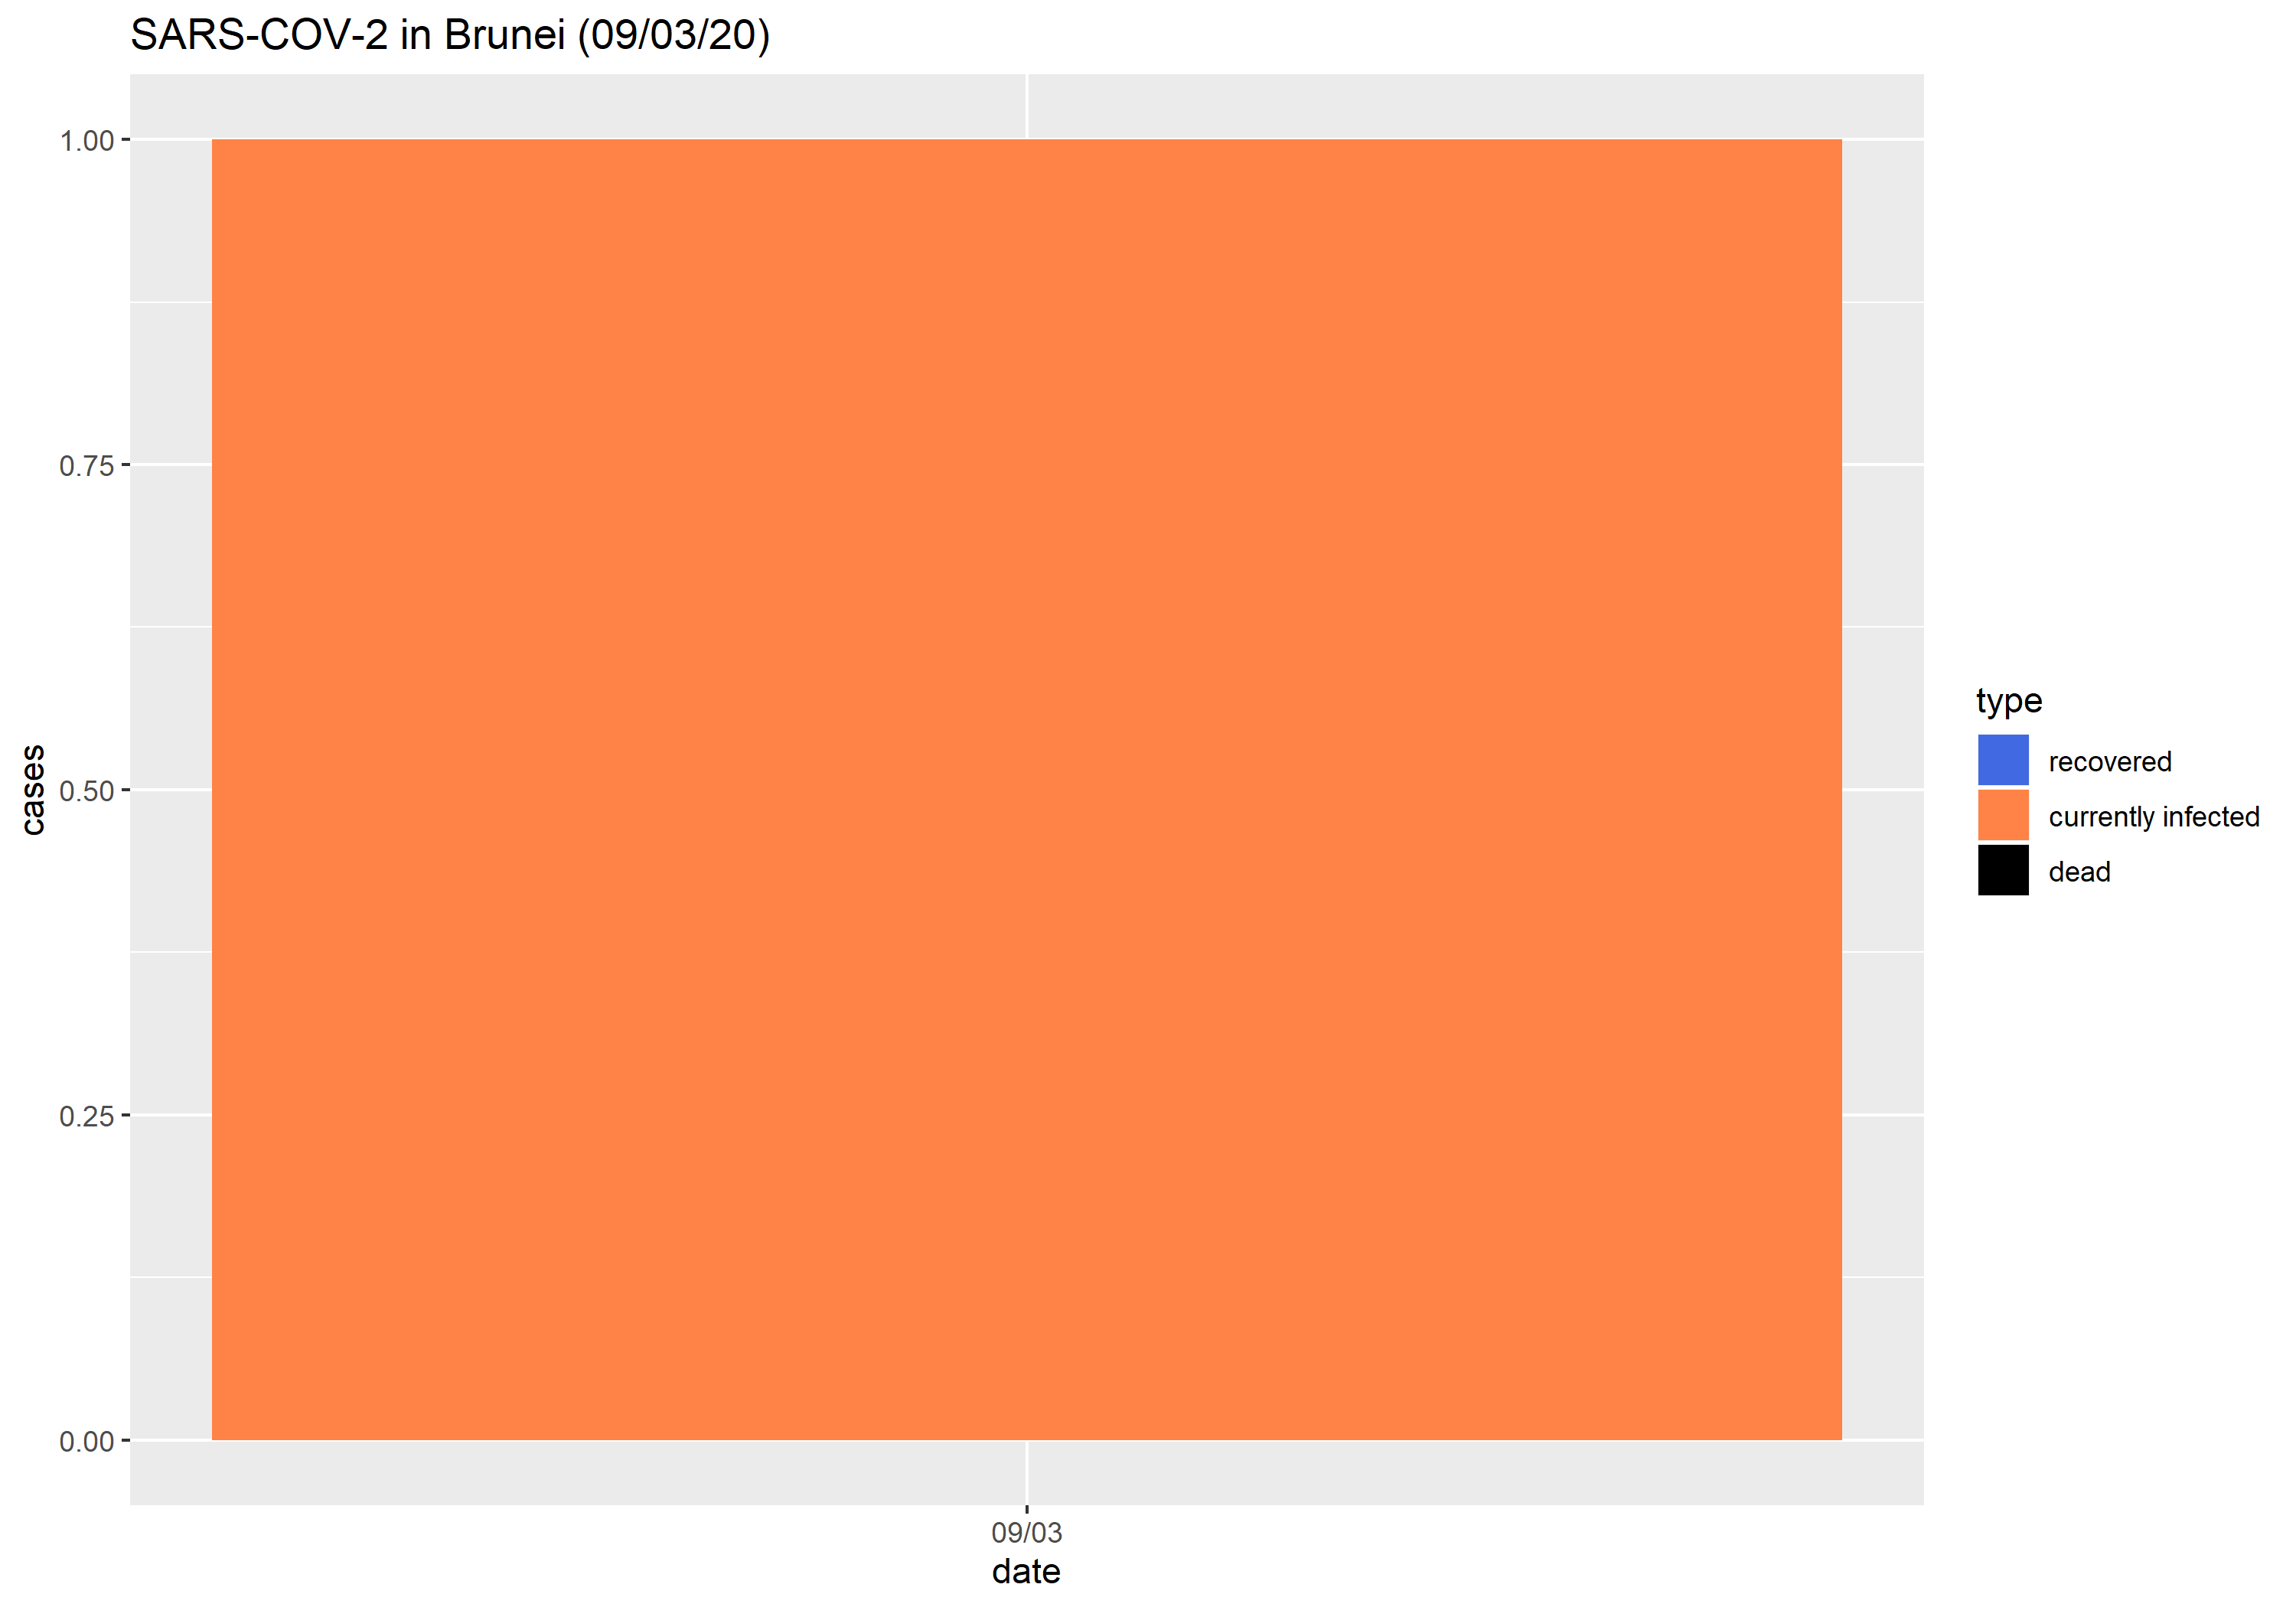 SARS-COV-2 in Brunei (09/03/20)
1.00
0.75
0.50
0.25
0.00
cases
09/03
date
type
recovered
currently infected
dead